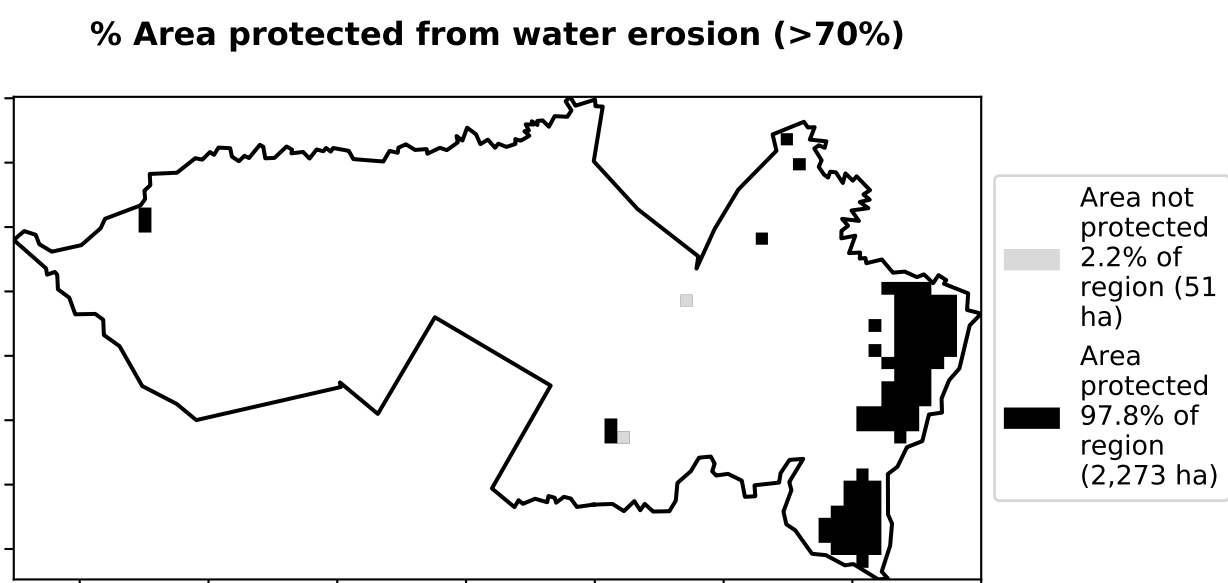 % Area protected from water erosion (>70%)
Area not
protected
2.2% of
region (51
ha)
Area
protected
97.8% of
region
(2,273 ha)